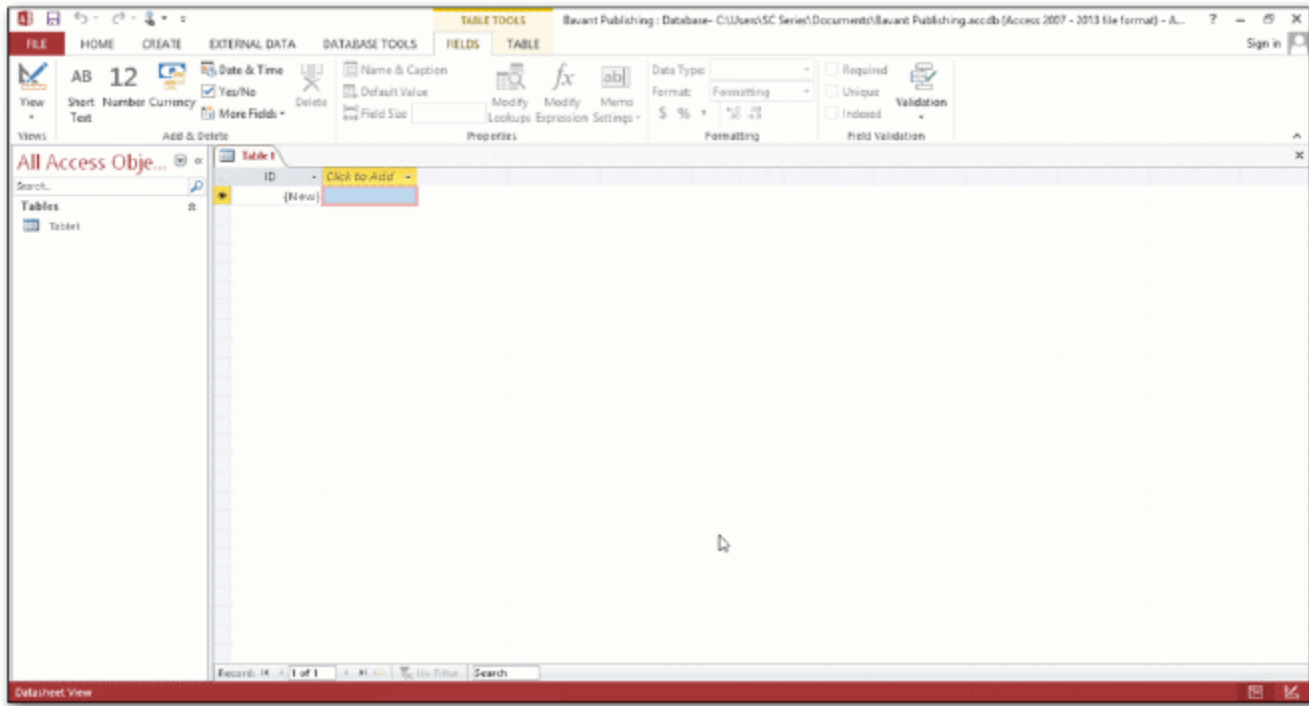 TABLE TOOLS
Bavant Publishing : Database- C:\Users\SC Series\Documents\Bavant Publishing.accdb (Access 2007 - 2013 file format) - A... ?
FILE HOME CREATE EXTERNAL DATA DATABASE TOOLS FIELDS TABLE Sign in
View
AB Short Text
12 Number
Currency
Date & Time
Yes/No
More Fields
Delete
Name & Caption
Default Value
Field Size
Modify Lookups
fx Modify Expression
ab Memo Settings
Data Type:
Format: Formatting
$ %
Required
Unique
Indexed
Validation
Views Add & Delete Properties Formatting Field Validation
All Access Obje...
Search...
Tables
Table1
Table1
ID Click to Add
(New)
Record: 1 of 1 No Filter Search
Datasheet View